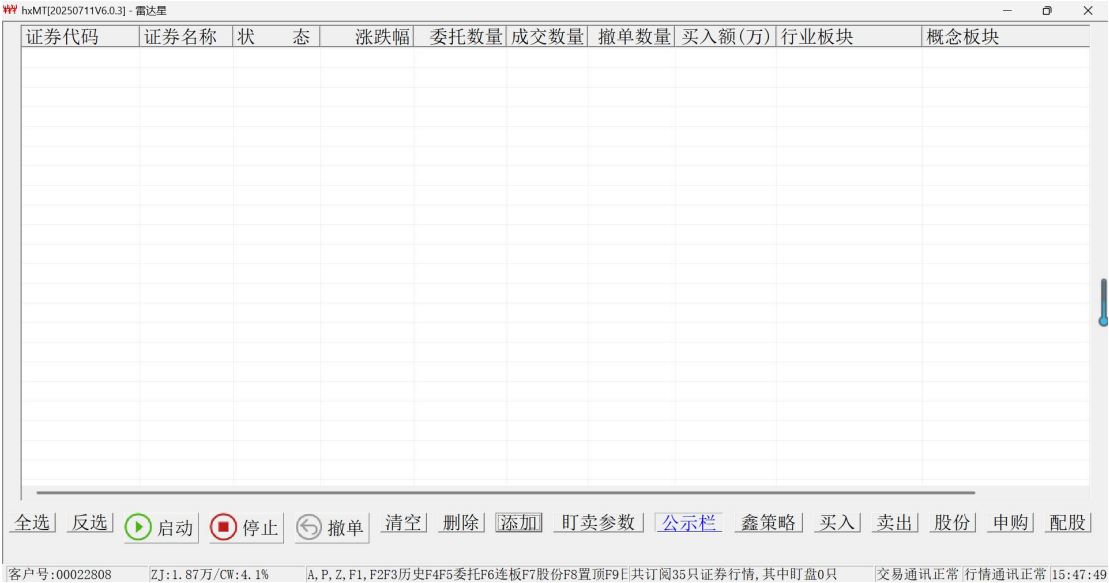 hxMT[20250711V6.0.3] - 雷达星
证券代码 证券名称 状 态 涨跌幅 委托数量 成交数量 撤单数量 买入额(万) 行业板块 概念板块
全选 反选 启动 停止 撤单 清空 删除 添加 盯卖参数 公示栏 鑫策略 买入 卖出 股份 申购 配股
客户号:00022808 ZJ:1.87万/CW:4.1% A,P,Z,F1,F2F3历史F4F5委托F6连板F7股份F8置顶F9日 共订阅35只证券行情,其中盯盘0只 交易通讯正常 行情通讯正常 15:47:49